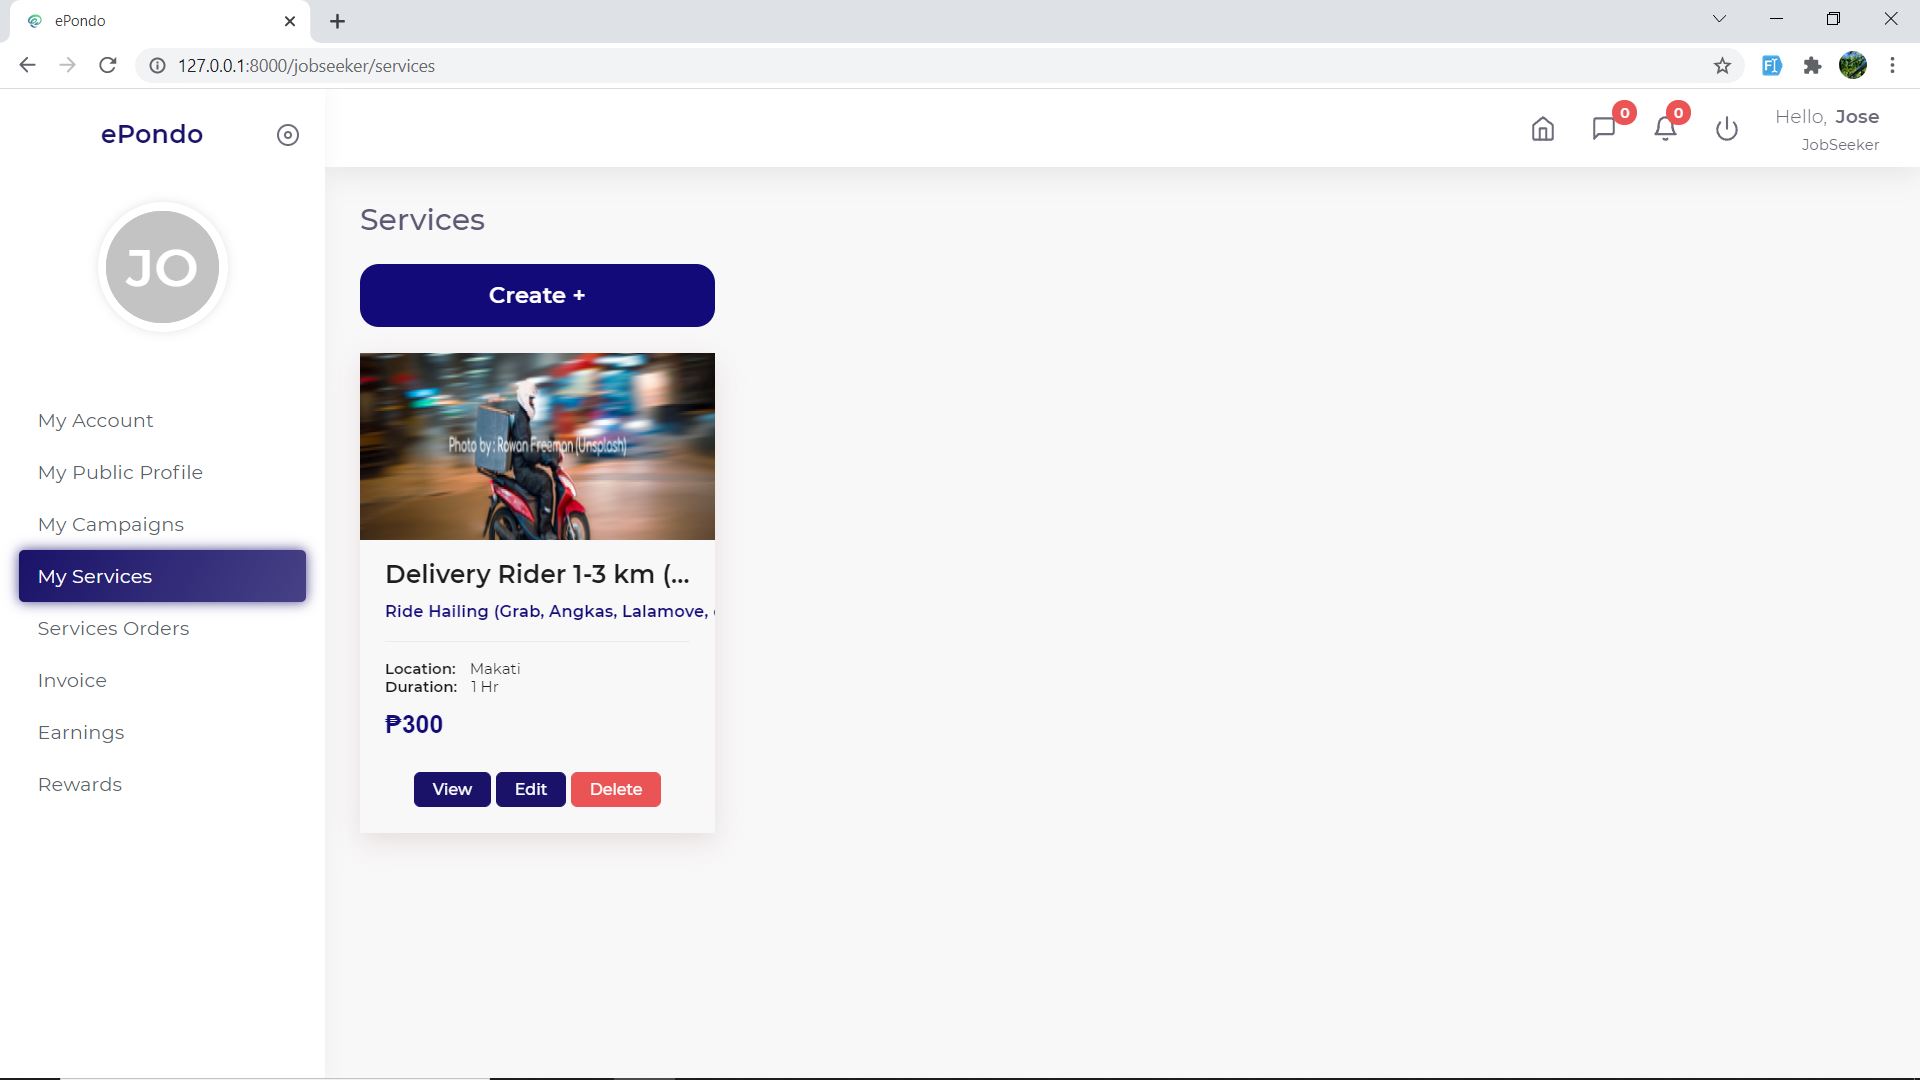 ePondo
127.0.0.1:8000/jobseeker/services
ePondo
0
0
Hello, Jose
JobSeeker
JO
My Account
My Public Profile
My Campaigns
My Services
Services Orders
Invoice
Earnings
Rewards
Services
Create +
Photo by : Rowan Freeman (Unsplash)
Delivery Rider 1-3 km (...
Ride Hailing (Grab, Angkas, Lalamove,
Location: Makati
Duration: 1 Hr
₱300
View Edit Delete